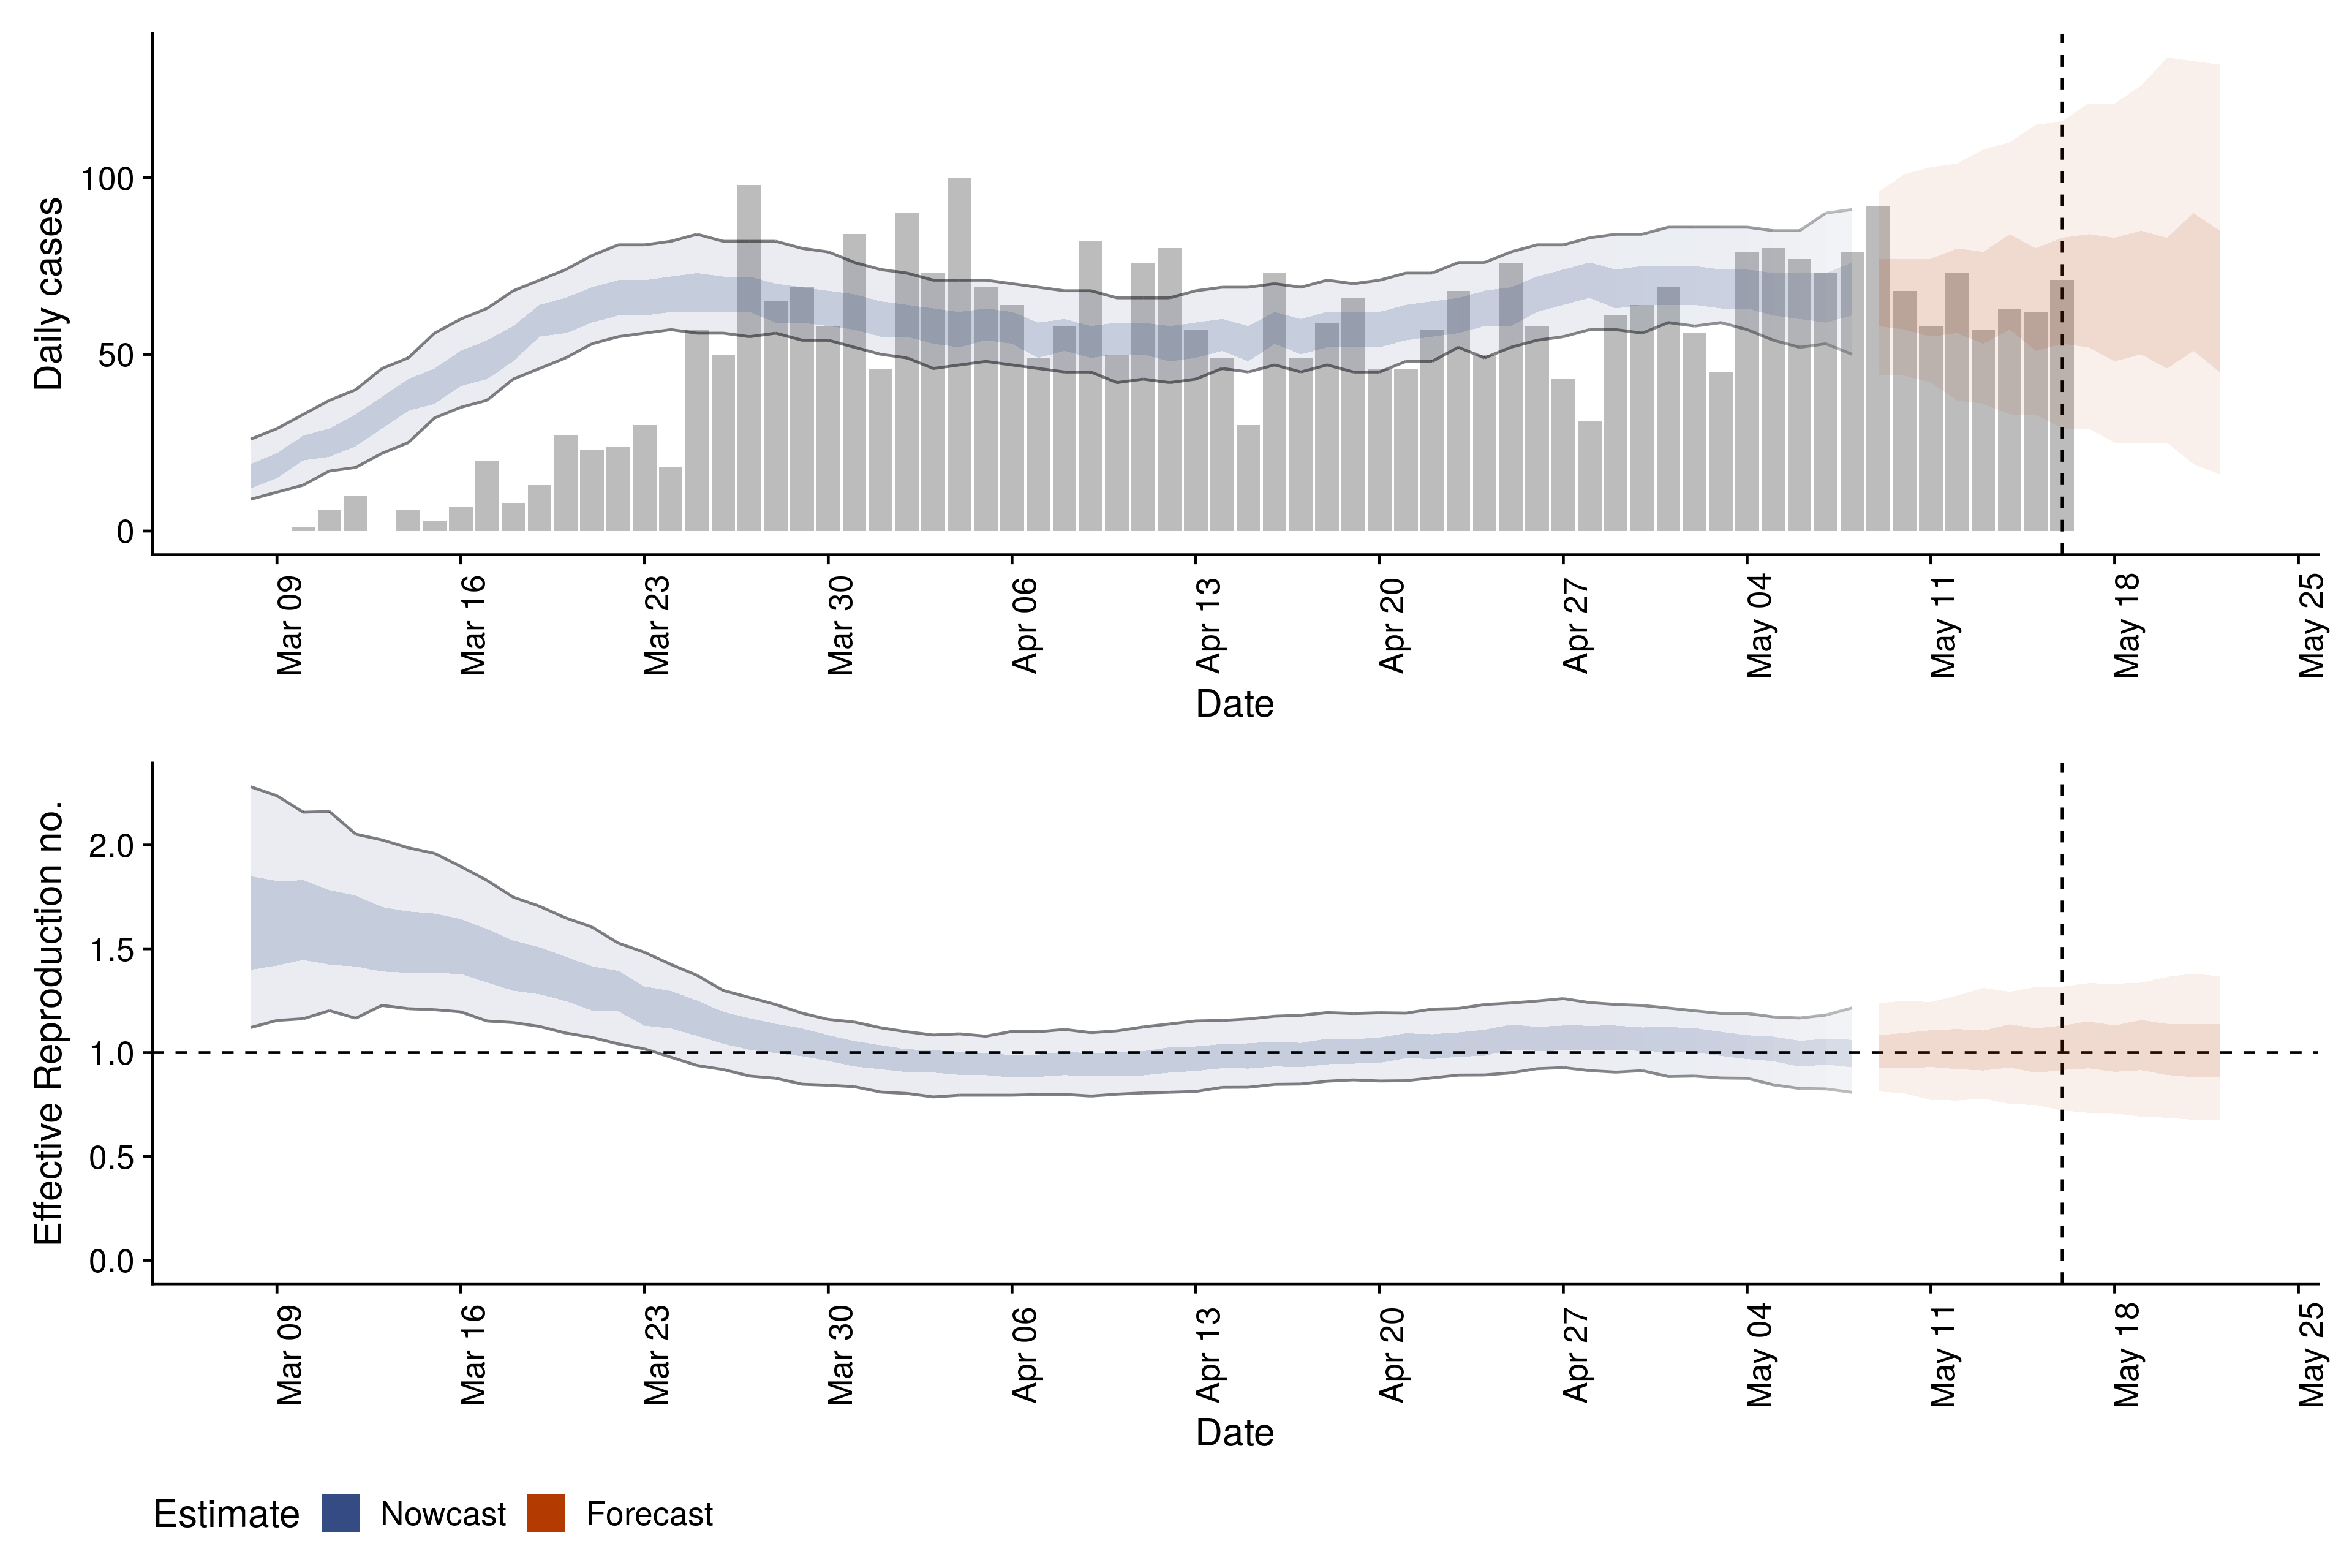 Daily cases
100
50
0
Mar 09
Mar 16
Mar 23
Mar 30
Apr 06
Apr 13
Apr 20
Apr 27
May 04
May 11
May 18
May 25
Date
Effective Reproduction no.
2.0
1.5
1.0
0.5
0.0
Mar 09
Mar 16
Mar 23
Mar 30
Apr 06
Apr 13
Apr 20
Apr 27
May 04
May 11
May 18
May 25
Date
Estimate Nowcast Forecast